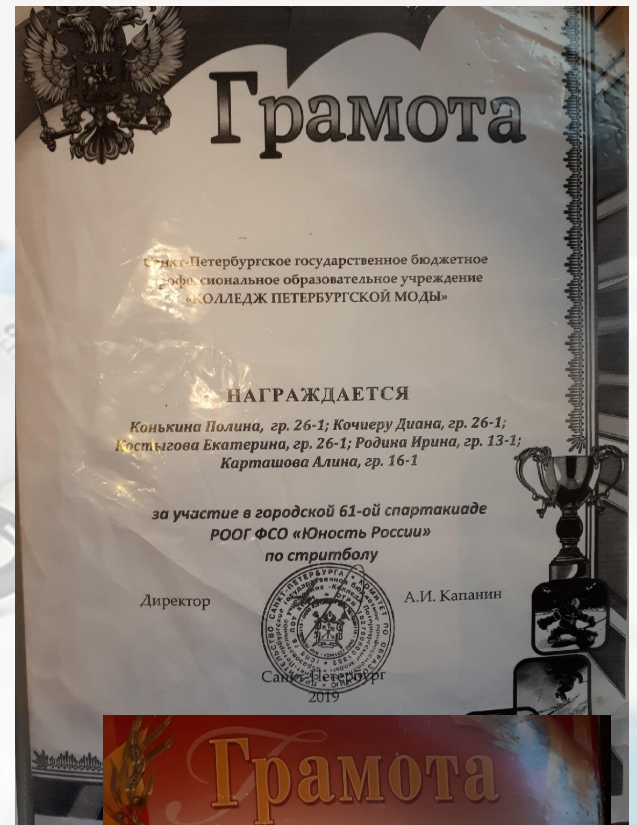 Грамота
Санкт-Петербургское государственное бюджетное
профессиональное образовательное учреждение
«КОЛЛЕДЖ ПЕТЕРБУРГСКОЙ МОДЫ»
НАГРАЖДАЕТСЯ
Конькина Полина, гр. 26-1; Кочиеру Диана, гр. 26-1;
Костыгова Екатерина, гр. 26-1; Родина Ирина, гр. 13-1;
Карташова Алина, гр. 16-1
за участие в городской 61-ой спартакиаде
РООГ ФСО «Юность России»
по стритболу
Директор
А.И. Капанин
Санкт-Петербург
2019
Грамота